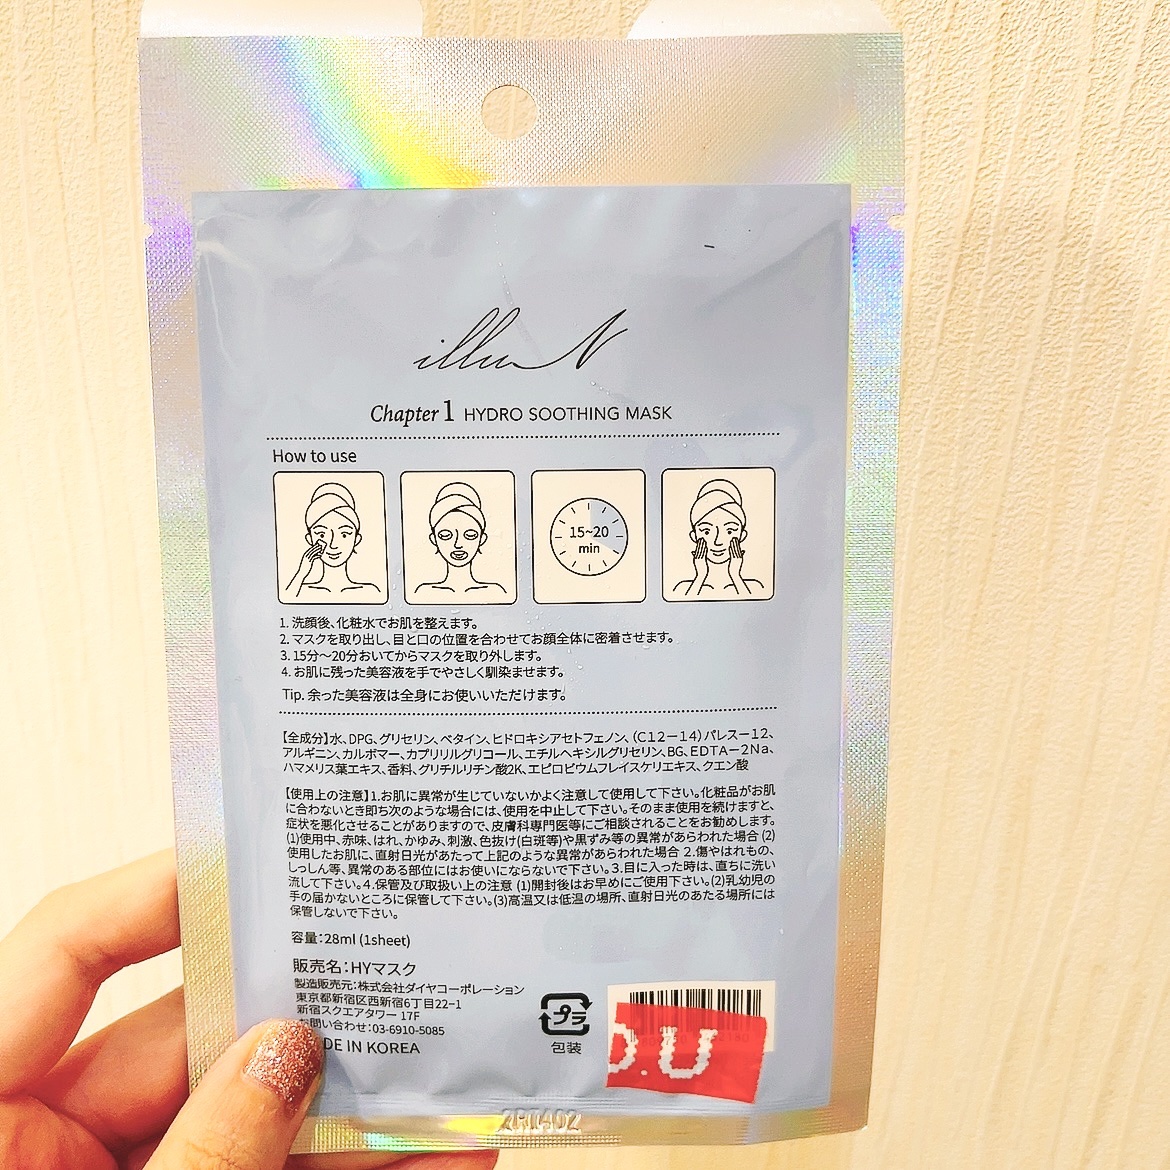 illuN
Chapter 1 HYDRO SOOTHING MASK
How to use
15~20
min
1. 洗顔後、化粧水でお肌を整えます。
2. マスクを取り出し、目と口の位置を合わせてお顔全体に密着させます。
3. 15分〜20分おいてからマスクを取り外します。
4. お肌に残った美容液を手でやさしく馴染ませます。
Tip. 余った美容液は全身にお使いいただけます。
【全成分】水、DPG、グリセリン、ベタイン、ヒドロキシアセトフェノン、(C12－14)パレスー12、
アルギニン、カルボマー、カプリリルグリコール、エチルヘキシルグリセリン、BG、EDTA－2Na、
ハマメリス葉エキス、香料、グリチルリチン酸2K、エピロビウムフレイスケリエキス、クエン酸
【使用上の注意】1.お肌に異常が生じていないかよく注意して使用して下さい。化粧品がお肌
に合わないとき即ち次のような場合には、使用を中止して下さい。そのまま使用を続けますと、
症状を悪化させることがありますので、皮膚科専門医等にご相談されることをお勧めします。
(1)使用中、赤味、はれ、かゆみ、刺激、色抜け(白斑等)や黒ずみ等の異常があらわれた場合 (2)
使用したお肌に、直射日光があたって上記のような異常があらわれた場合 2.傷やはれもの、
しっしん等、異常のある部位にはお使いにならないで下さい。3.目に入った時は、直ちに洗い
流して下さい。4.保管及び取扱い上の注意 (1)開封後はお早めにご使用下さい。(2)乳幼児の
手の届かないところに保管して下さい。(3)高温又は低温の場所、直射日光のあたる場所には
保管しないで下さい。
容量：28ml (1sheet)
販売名：HYマスク
製造販売元：株式会社ダイヤコーポレーション
東京都新宿区西新宿6丁目22−1
新宿スクエアタワー 17F
お問い合わせ：03-6910-5085
DE IN KOREA
プラ
包装
.U